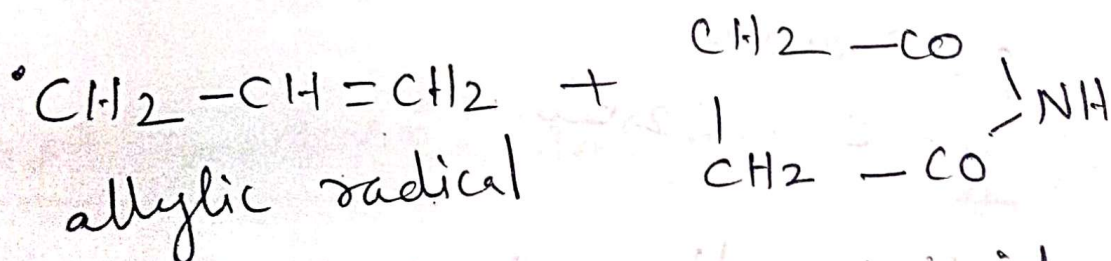 •CH2 -CH = CH2 + CH2 -CO
| \NH
CH2 - CO /
allylic radical